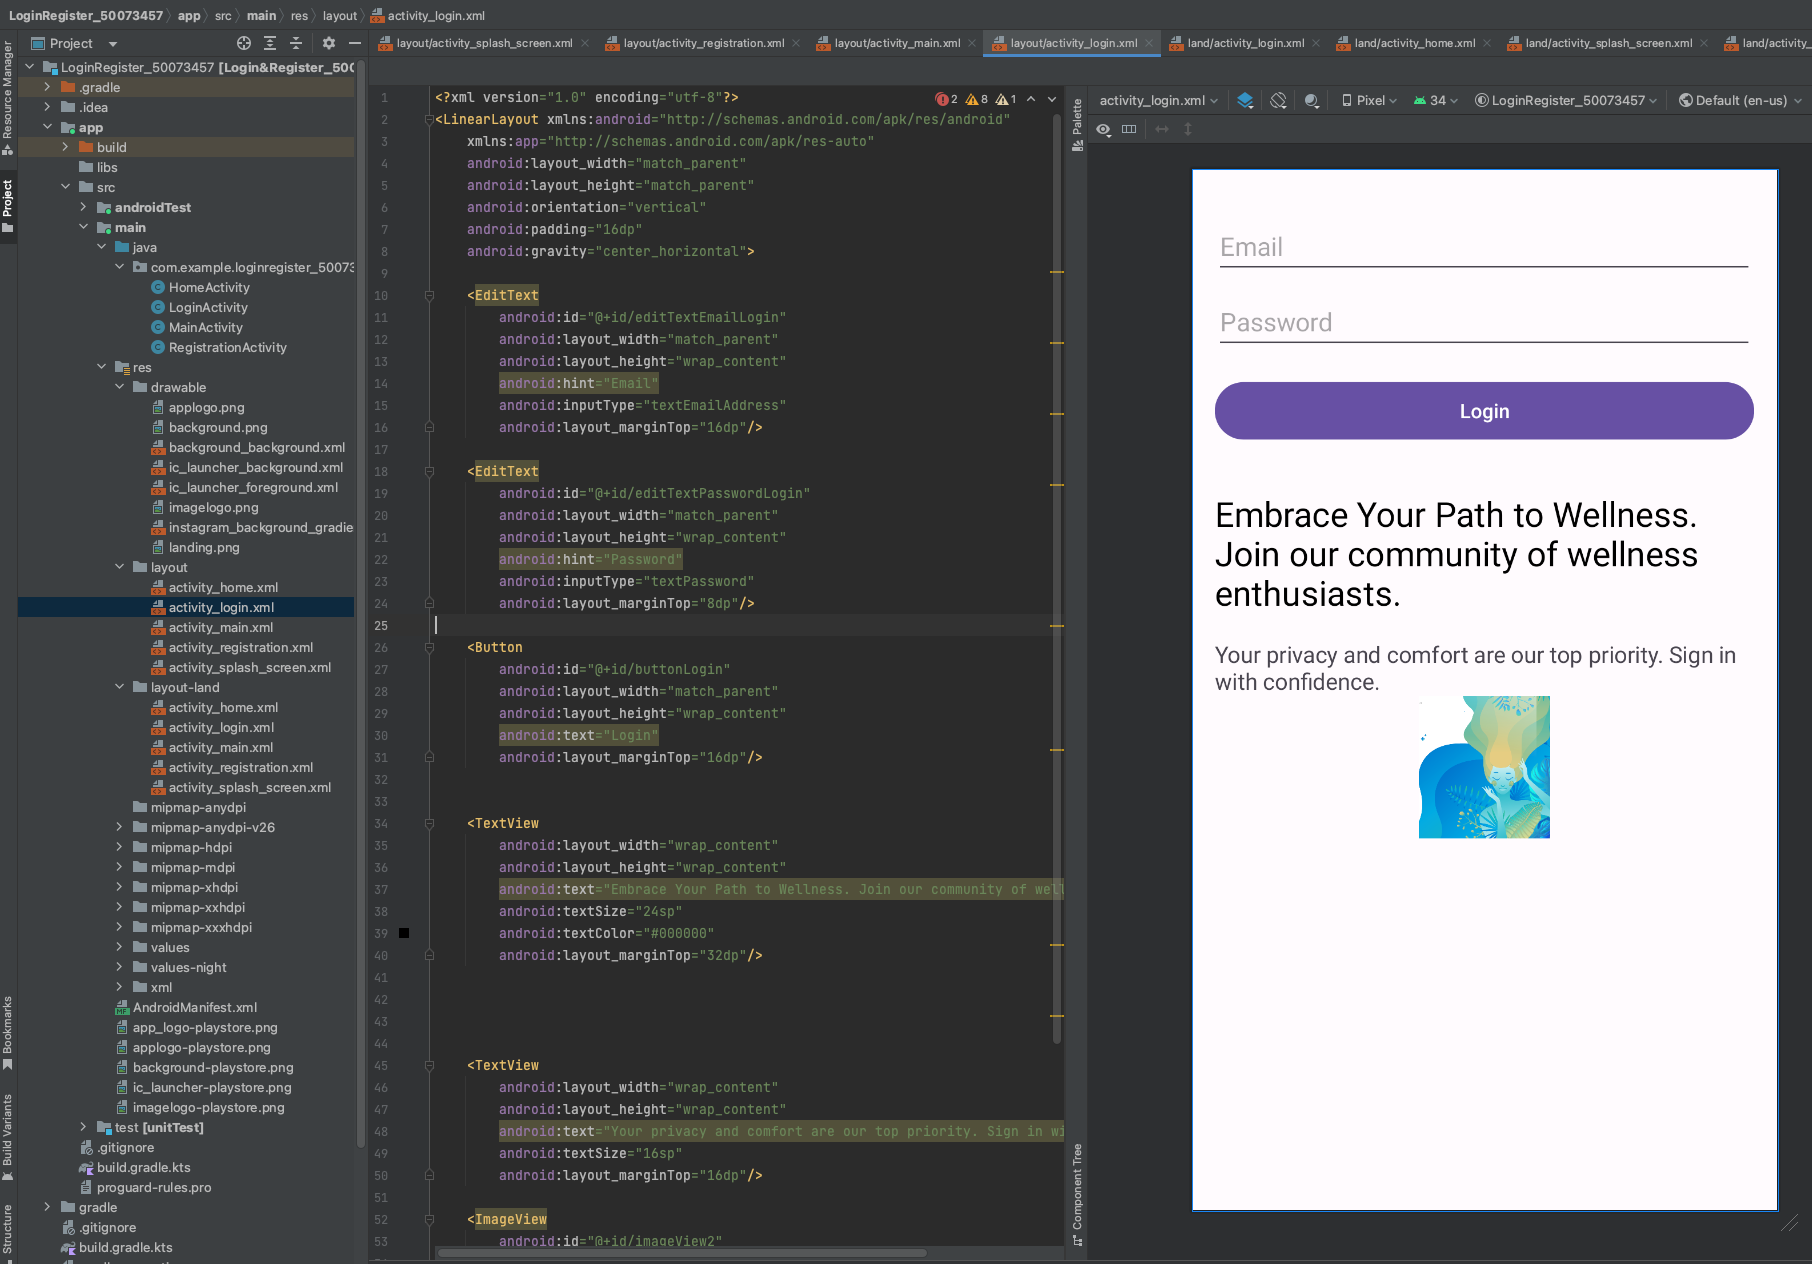 LoginRegister_50073457 app src main res layout activity_login.xml
Project
layout/activity_splash_screen.xml
layout/activity_registration.xml
layout/activity_main.xml
layout/activity_login.xml
land/activity_login.xml
land/activity_home.xml
land/activity_splash_screen.xml
land/activity_
Resource Manager
Project
Bookmarks
Build Variants
Structure
LoginRegister_50073457 [Login&Register_500
.gradle
.idea
app
build
libs
src
androidTest
main
java
com.example.loginregister_50073
HomeActivity
LoginActivity
MainActivity
RegistrationActivity
res
drawable
applogo.png
background.png
background_background.xml
ic_launcher_background.xml
ic_launcher_foreground.xml
imagelogo.png
instagram_background_gradie
landing.png
layout
activity_home.xml
activity_login.xml
activity_main.xml
activity_registration.xml
activity_splash_screen.xml
layout-land
activity_home.xml
activity_login.xml
activity_main.xml
activity_registration.xml
activity_splash_screen.xml
mipmap-anydpi
mipmap-anydpi-v26
mipmap-hdpi
mipmap-mdpi
mipmap-xhdpi
mipmap-xxhdpi
mipmap-xxxhdpi
values
values-night
xml
AndroidManifest.xml
app_logo-playstore.png
applogo-playstore.png
background-playstore.png
ic_launcher-playstore.png
imagelogo-playstore.png
test [unitTest]
.gitignore
build.gradle.kts
proguard-rules.pro
gradle
.gitignore
build.gradle.kts
2 8 1
1 <?xml version="1.0" encoding="utf-8"?>
2 <LinearLayout xmlns:android="http://schemas.android.com/apk/res/android"
3 xmlns:app="http://schemas.android.com/apk/res-auto"
4 android:layout_width="match_parent"
5 android:layout_height="match_parent"
6 android:orientation="vertical"
7 android:padding="16dp"
8 android:gravity="center_horizontal">
9
10 <EditText
11 android:id="@+id/editTextEmailLogin"
12 android:layout_width="match_parent"
13 android:layout_height="wrap_content"
14 android:hint="Email"
15 android:inputType="textEmailAddress"
16 android:layout_marginTop="16dp"/>
17
18 <EditText
19 android:id="@+id/editTextPasswordLogin"
20 android:layout_width="match_parent"
21 android:layout_height="wrap_content"
22 android:hint="Password"
23 android:inputType="textPassword"
24 android:layout_marginTop="8dp"/>
25
26 <Button
27 android:id="@+id/buttonLogin"
28 android:layout_width="match_parent"
29 android:layout_height="wrap_content"
30 android:text="Login"
31 android:layout_marginTop="16dp"/>
32
33
34 <TextView
35 android:layout_width="wrap_content"
36 android:layout_height="wrap_content"
37 android:text="Embrace Your Path to Wellness. Join our community of well
38 android:textSize="24sp"
39 android:textColor="#000000"
40 android:layout_marginTop="32dp"/>
41
42
43
44
45 <TextView
46 android:layout_width="wrap_content"
47 android:layout_height="wrap_content"
48 android:text="Your privacy and comfort are our top priority. Sign in wi
49 android:textSize="16sp"
50 android:layout_marginTop="16dp"/>
51
52 <ImageView
53 android:id="@+id/imageView2"
Palette
Component Tree
activity_login.xml
Pixel
34
LoginRegister_50073457
Default (en-us)
Email
Password
Login
Embrace Your Path to Wellness.
Join our community of wellness
enthusiasts.
Your privacy and comfort are our top priority. Sign in
with confidence.